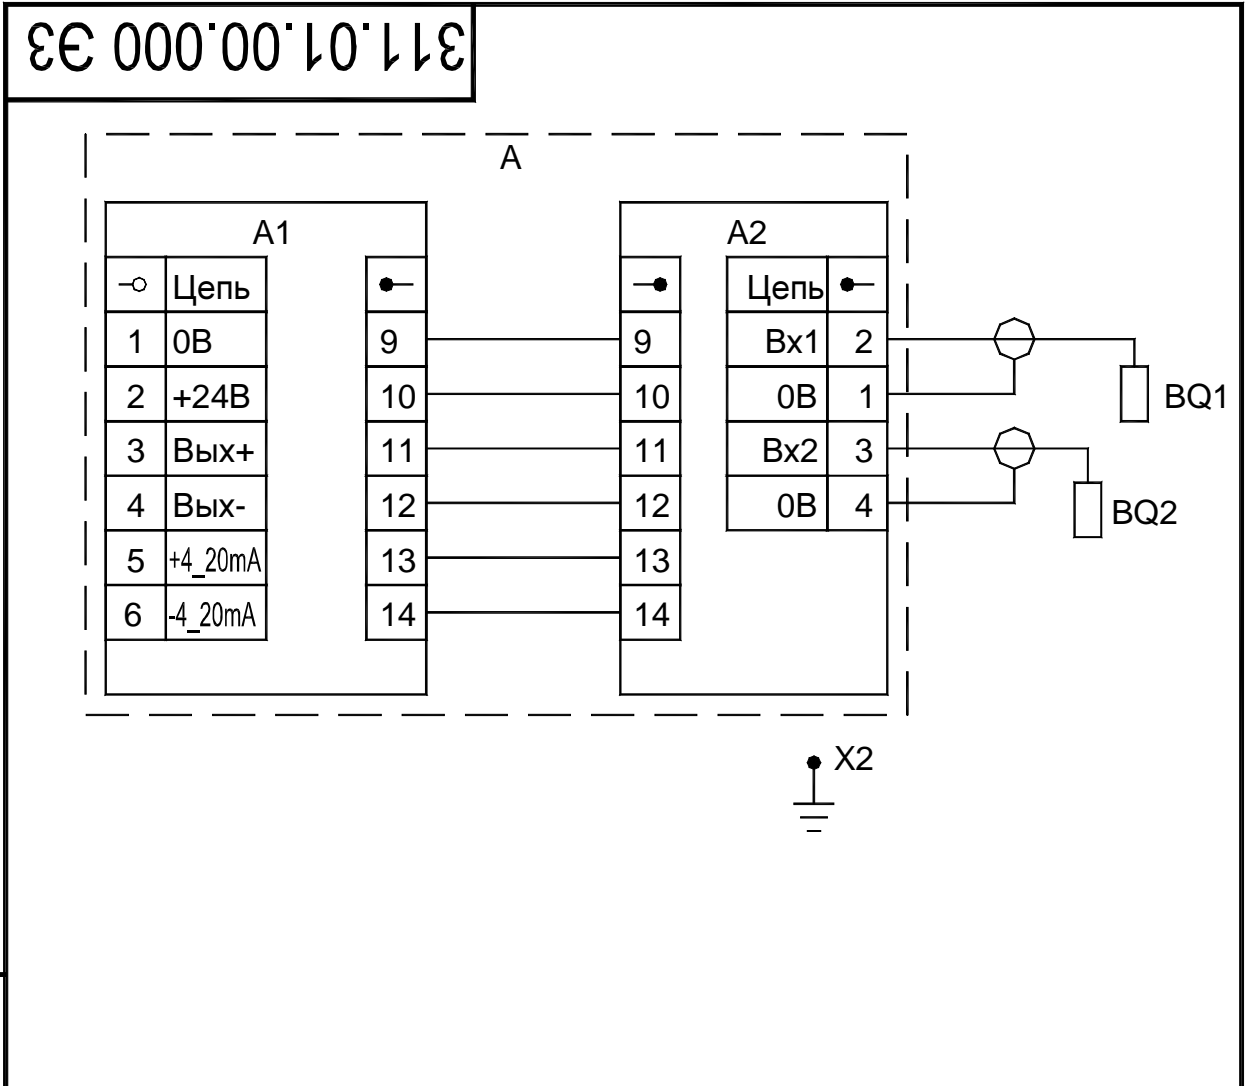 311.01.00.000 ЭЗ
А
А1
А2
Цепь
Цепь
1 0В 9 9 Вх1 2
2 +24В 10 10 0В 1 BQ1
3 Вых+ 11 11 Вх2 3
4 Вых- 12 12 0В 4 BQ2
5 +4_20mA 13 13
6 -4_20mA 14 14
X2